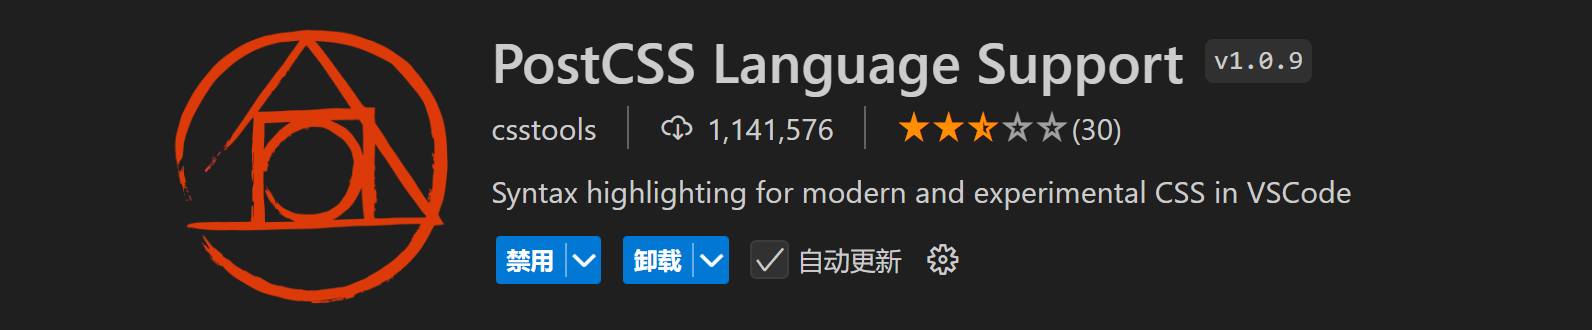 PostCSS Language Support v1.0.9
csstools 1,141,576 (30)
Syntax highlighting for modern and experimental CSS in VSCode
禁用 卸载 自动更新